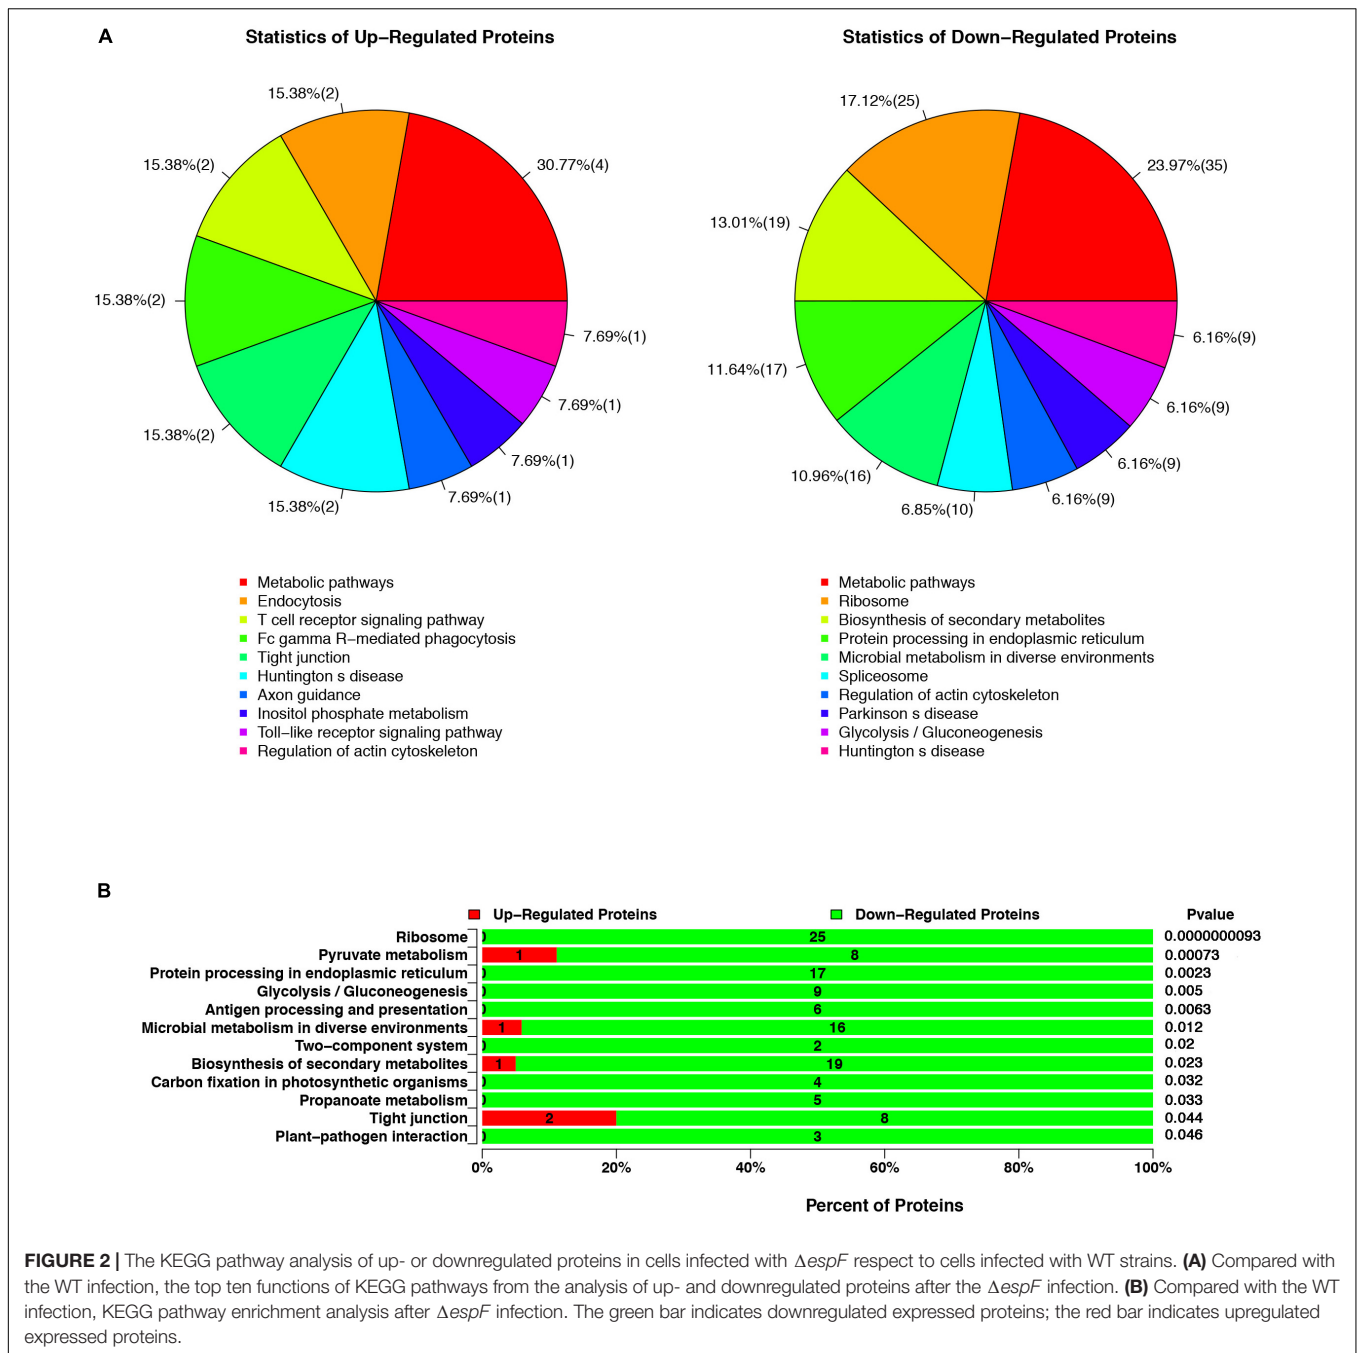 A
Statistics of Up−Regulated Proteins
15.38%(2)
30.77%(4)
15.38%(2)
15.38%(2)
7.69%(1)
7.69%(1)
15.38%(2)
7.69%(1)
7.69%(1)
15.38%(2)
Metabolic pathways
Endocytosis
T cell receptor signaling pathway
Fc gamma R−mediated phagocytosis
Tight junction
Huntington s disease
Axon guidance
Inositol phosphate metabolism
Toll−like receptor signaling pathway
Regulation of actin cytoskeleton
Statistics of Down−Regulated Proteins
17.12%(25)
23.97%(35)
13.01%(19)
6.16%(9)
11.64%(17)
6.16%(9)
6.16%(9)
10.96%(16)
6.16%(9)
6.85%(10)
Metabolic pathways
Ribosome
Biosynthesis of secondary metabolites
Protein processing in endoplasmic reticulum
Microbial metabolism in diverse environments
Spliceosome
Regulation of actin cytoskeleton
Parkinson s disease
Glycolysis / Gluconeogenesis
Huntington s disease
B
Up−Regulated Proteins Down−Regulated Proteins Pvalue
Ribosome 0 25 0.0000000093
Pyruvate metabolism 1 8 0.00073
Protein processing in endoplasmic reticulum 0 17 0.0023
Glycolysis / Gluconeogenesis 0 9 0.005
Antigen processing and presentation 0 6 0.0063
Microbial metabolism in diverse environments 1 16 0.012
Two−component system 0 2 0.02
Biosynthesis of secondary metabolites 1 19 0.023
Carbon fixation in photosynthetic organisms 0 4 0.032
Propanoate metabolism 0 5 0.033
Tight junction 2 8 0.044
Plant−pathogen interaction 0 3 0.046
0% 20% 40% 60% 80% 100%
Percent of Proteins
FIGURE 2 | The KEGG pathway analysis of up- or downregulated proteins in cells infected with ΔespF respect to cells infected with WT strains. (A) Compared with
the WT infection, the top ten functions of KEGG pathways from the analysis of up- and downregulated proteins after the ΔespF infection. (B) Compared with the WT
infection, KEGG pathway enrichment analysis after ΔespF infection. The green bar indicates downregulated expressed proteins; the red bar indicates upregulated
expressed proteins.